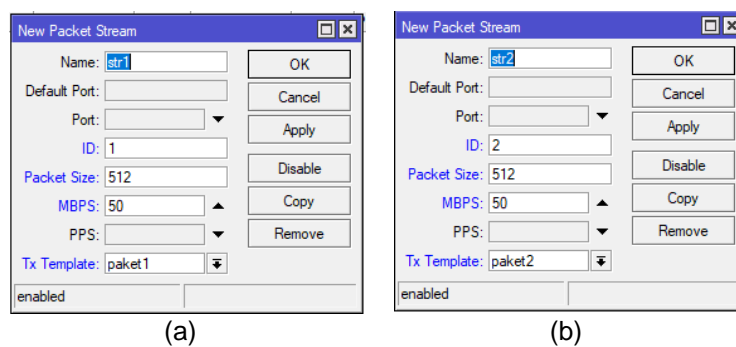 New Packet Stream
Name: str1
OK
Default Port:
Cancel
Port:
Apply
ID: 1
Packet Size: 512
Disable
MBPS: 50
Copy
PPS:
Remove
Tx Template: paket1
enabled
(a)
New Packet Stream
Name: str2
OK
Default Port:
Cancel
Port:
Apply
ID: 2
Packet Size: 512
Disable
MBPS: 50
Copy
PPS:
Remove
Tx Template: paket2
enabled
(b)